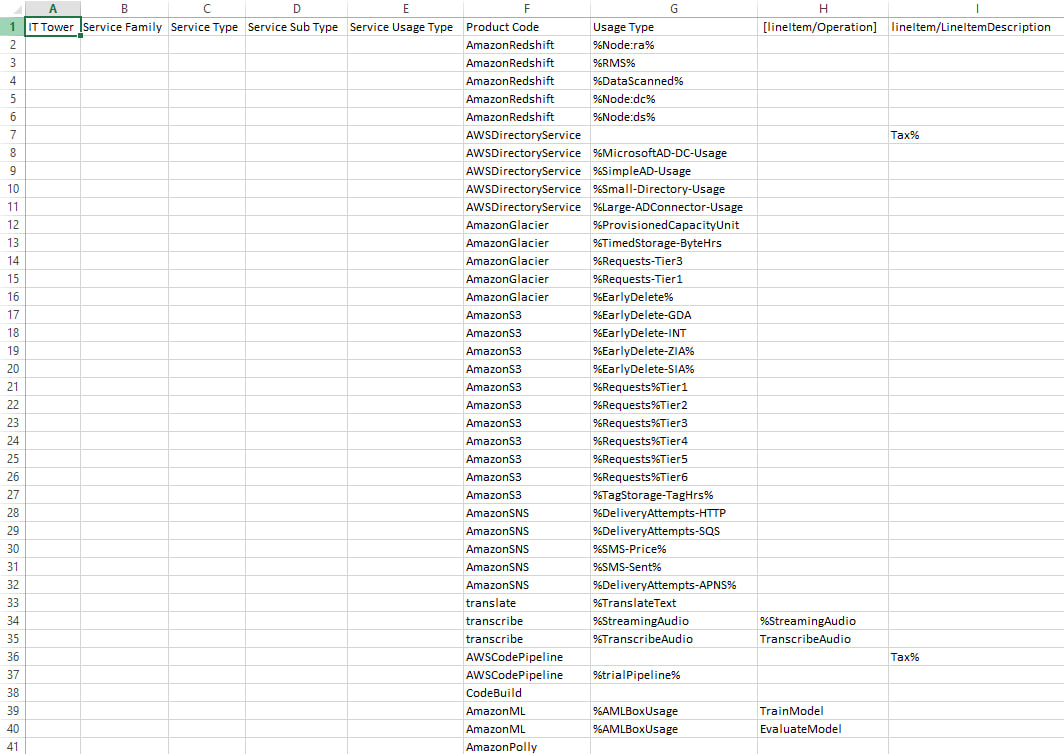 A B C D E F G H I
1 IT Tower Service Family Service Type Service Sub Type Service Usage Type Product Code Usage Type [lineItem/Operation] lineItem/LineItemDescription
2 AmazonRedshift %Node:ra%
3 AmazonRedshift %RMS%
4 AmazonRedshift %DataScanned%
5 AmazonRedshift %Node:dc%
6 AmazonRedshift %Node:ds%
7 AWSDirectoryService Tax%
8 AWSDirectoryService %MicrosoftAD-DC-Usage
9 AWSDirectoryService %SimpleAD-Usage
10 AWSDirectoryService %Small-Directory-Usage
11 AWSDirectoryService %Large-ADConnector-Usage
12 AmazonGlacier %ProvisionedCapacityUnit
13 AmazonGlacier %TimedStorage-ByteHrs
14 AmazonGlacier %Requests-Tier3
15 AmazonGlacier %Requests-Tier1
16 AmazonGlacier %EarlyDelete%
17 AmazonS3 %EarlyDelete-GDA
18 AmazonS3 %EarlyDelete-INT
19 AmazonS3 %EarlyDelete-ZIA%
20 AmazonS3 %EarlyDelete-SIA%
21 AmazonS3 %Requests%Tier1
22 AmazonS3 %Requests%Tier2
23 AmazonS3 %Requests%Tier3
24 AmazonS3 %Requests%Tier4
25 AmazonS3 %Requests%Tier5
26 AmazonS3 %Requests%Tier6
27 AmazonS3 %TagStorage-TagHrs%
28 AmazonSNS %DeliveryAttempts-HTTP
29 AmazonSNS %DeliveryAttempts-SQS
30 AmazonSNS %SMS-Price%
31 AmazonSNS %SMS-Sent%
32 AmazonSNS %DeliveryAttempts-APNS%
33 translate %TranslateText
34 transcribe %StreamingAudio %StreamingAudio
35 transcribe %TranscribeAudio TranscribeAudio
36 AWSCodePipeline Tax%
37 AWSCodePipeline %trialPipeline%
38 CodeBuild
39 AmazonML %AMLBoxUsage TrainModel
40 AmazonML %AMLBoxUsage EvaluateModel
41 AmazonPolly